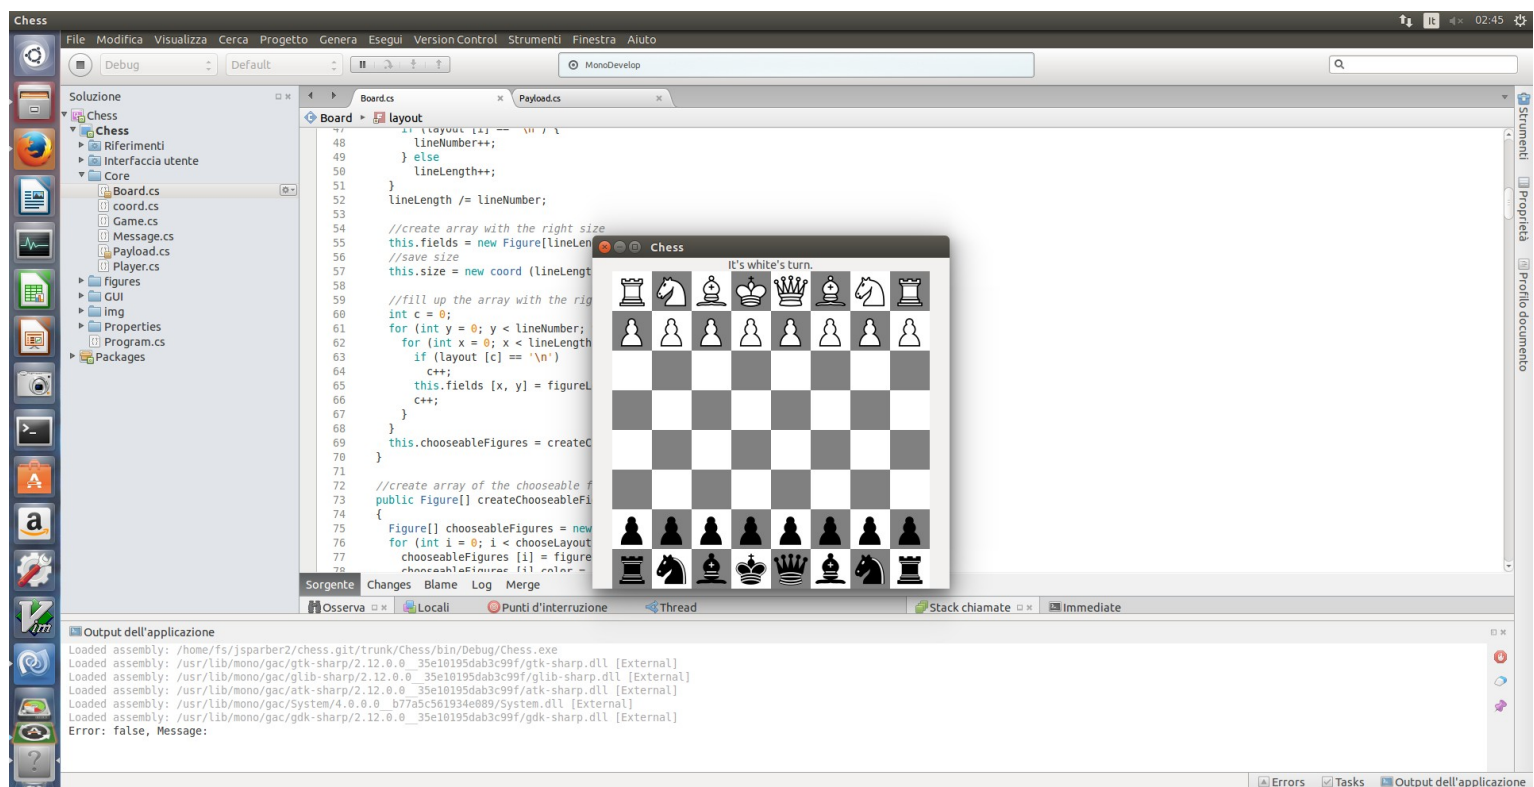 Chess
It
02:45
File Modifica Visualizza Cerca Progetto Genera Esegui Version Control Strumenti Finestra Aiuto
Debug
Default
MonoDevelop
Soluzione
Chess
Chess
Riferimenti
Interfaccia utente
Core
Board.cs
coord.cs
Game.cs
Message.cs
Payload.cs
Player.cs
figures
GUI
img
Properties
Program.cs
Packages
Board.cs
Payload.cs
Board
layout
47 if (layout [i] == '\n') {
48 lineNumber++;
49 } else
50 lineLength++;
51 }
52 lineLength /= lineNumber;
53
54 //create array with the right size
55 this.fields = new Figure[lineLen
56 //save size
57 this.size = new coord (lineLengt
58
59 //fill up the array with the rig
60 int c = 0;
61 for (int y = 0; y < lineNumber;
62 for (int x = 0; x < lineLength
63 if (layout [c] == '\n')
64 c++;
65 this.fields [x, y] = figureL
66 c++;
67 }
68 }
69 this.chooseableFigures = createC
70 }
71
72 //create array of the chooseable f
73 public Figure[] createChooseableFi
74 {
75 Figure[] chooseableFigures = new
76 for (int i = 0; i < chooseLayout
77 chooseableFigures [i] = figure
78 chooseableFigures [i].color =
Chess
It's white's turn.
Strumenti
Proprietà
Profilo documento
Sorgente Changes Blame Log Merge
Osserva
Locali
Punti d'interruzione
Thread
Stack chiamate
Immediate
Output dell'applicazione
Loaded assembly: /home/fs/jsparber2/chess.git/trunk/Chess/bin/Debug/Chess.exe
Loaded assembly: /usr/lib/mono/gac/gtk-sharp/2.12.0.0__35e10195dab3c99f/gtk-sharp.dll [External]
Loaded assembly: /usr/lib/mono/gac/glib-sharp/2.12.0.0__35e10195dab3c99f/glib-sharp.dll [External]
Loaded assembly: /usr/lib/mono/gac/atk-sharp/2.12.0.0__35e10195dab3c99f/atk-sharp.dll [External]
Loaded assembly: /usr/lib/mono/gac/System/4.0.0.0__b77a5c561934e089/System.dll [External]
Loaded assembly: /usr/lib/mono/gac/gdk-sharp/2.12.0.0__35e10195dab3c99f/gdk-sharp.dll [External]
Error: false, Message:
Errors
Tasks
Output dell'applicazione
A
a
Vim
A
?